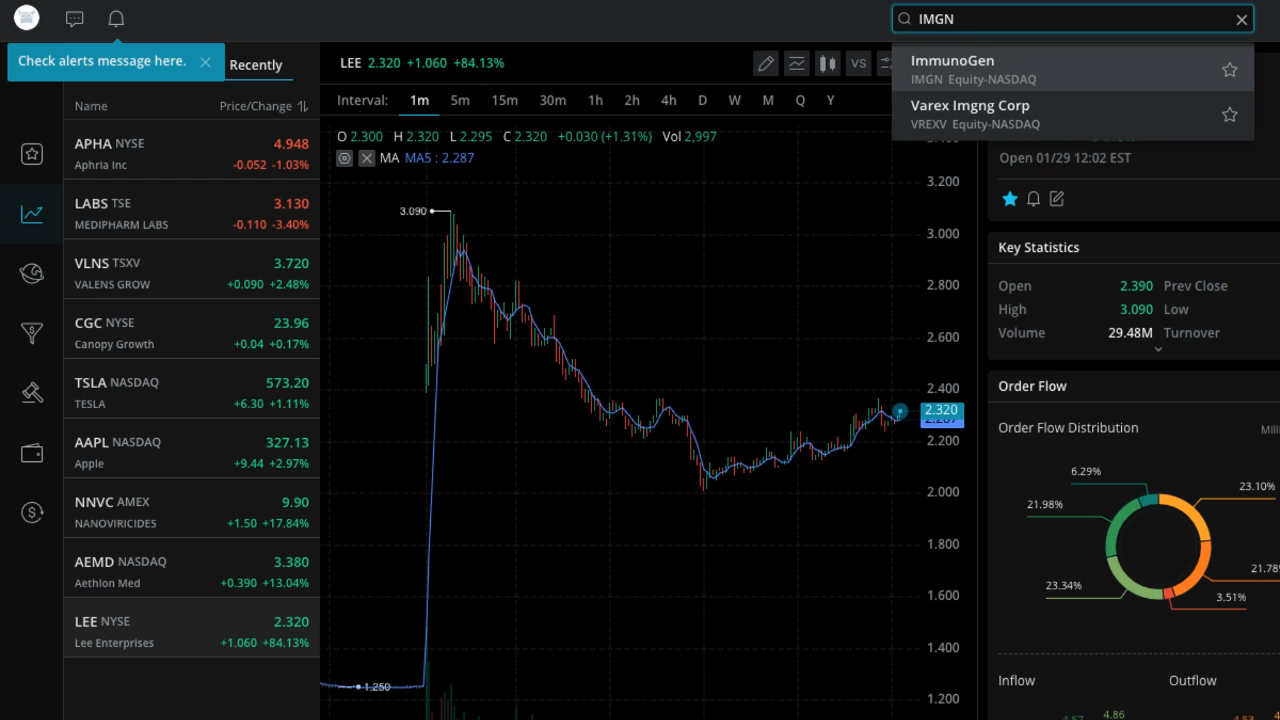 IMGN
ImmunoGen
IMGN Equity-NASDAQ
Varex Imgng Corp
VREXV Equity-NASDAQ
Check alerts message here.
Recently
Name Price/Change
APHA NYSE 4.948
Aphria Inc -0.052 -1.03%
LABS TSE 3.130
MEDIPHARM LABS -0.110 -3.40%
VLNS TSXV 3.720
VALENS GROW +0.090 +2.48%
CGC NYSE 23.96
Canopy Growth +0.04 +0.17%
TSLA NASDAQ 573.20
TESLA +6.30 +1.11%
AAPL NASDAQ 327.13
Apple +9.44 +2.97%
NNVC AMEX 9.90
NANOVIRICIDES +1.50 +17.84%
AEMD NASDAQ 3.380
Aethlon Med +0.390 +13.04%
LEE NYSE 2.320
Lee Enterprises +1.060 +84.13%
LEE 2.320 +1.060 +84.13%
VS
Interval: 1m 5m 15m 30m 1h 2h 4h D W M Q Y
O 2.300 H 2.320 L 2.295 C 2.320 +0.030 (+1.31%) Vol 2,997
MA MA5 : 2.287
3.090
1.250
3.200
3.000
2.800
2.600
2.400
2.320
2.200
2.000
1.800
1.600
1.400
1.200
Open 01/29 12:02 EST
Key Statistics
Open 2.390 Prev Close
High 3.090 Low
Volume 29.48M Turnover
Order Flow
Order Flow Distribution
6.29%
23.10%
21.98%
21.78%
23.34%
3.51%
Inflow Outflow
4.86